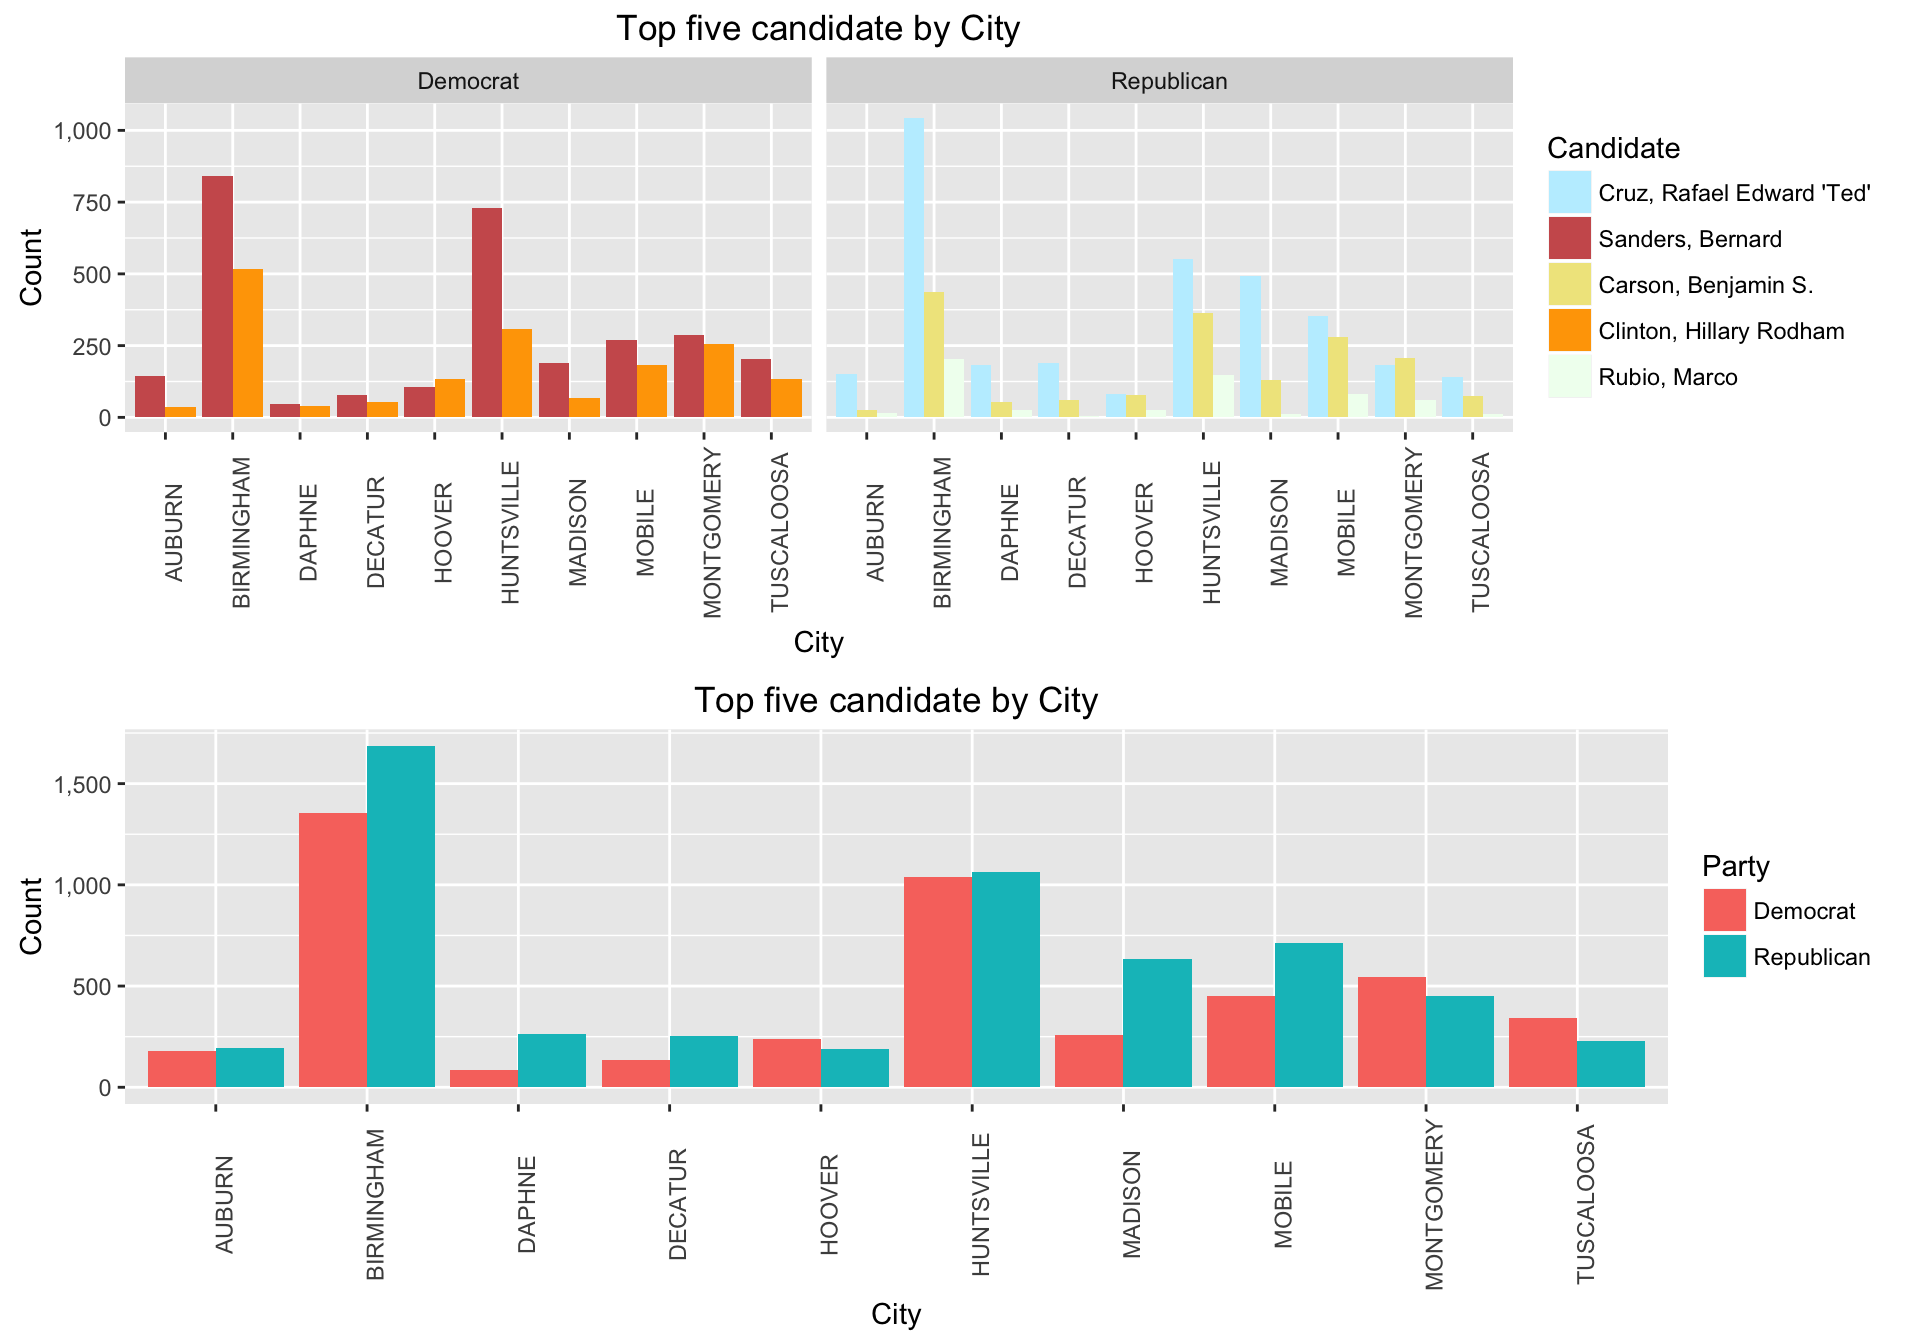 Top five candidate by City
Democrat
Republican
1,000
750
500
250
0
Count
AUBURN
BIRMINGHAM
DAPHNE
DECATUR
HOOVER
HUNTSVILLE
MADISON
MOBILE
MONTGOMERY
TUSCALOOSA
AUBURN
BIRMINGHAM
DAPHNE
DECATUR
HOOVER
HUNTSVILLE
MADISON
MOBILE
MONTGOMERY
TUSCALOOSA
City
Candidate
Cruz, Rafael Edward 'Ted'
Sanders, Bernard
Carson, Benjamin S.
Clinton, Hillary Rodham
Rubio, Marco
Top five candidate by City
1,500
1,000
500
0
Count
AUBURN
BIRMINGHAM
DAPHNE
DECATUR
HOOVER
HUNTSVILLE
MADISON
MOBILE
MONTGOMERY
TUSCALOOSA
City
Party
Democrat
Republican